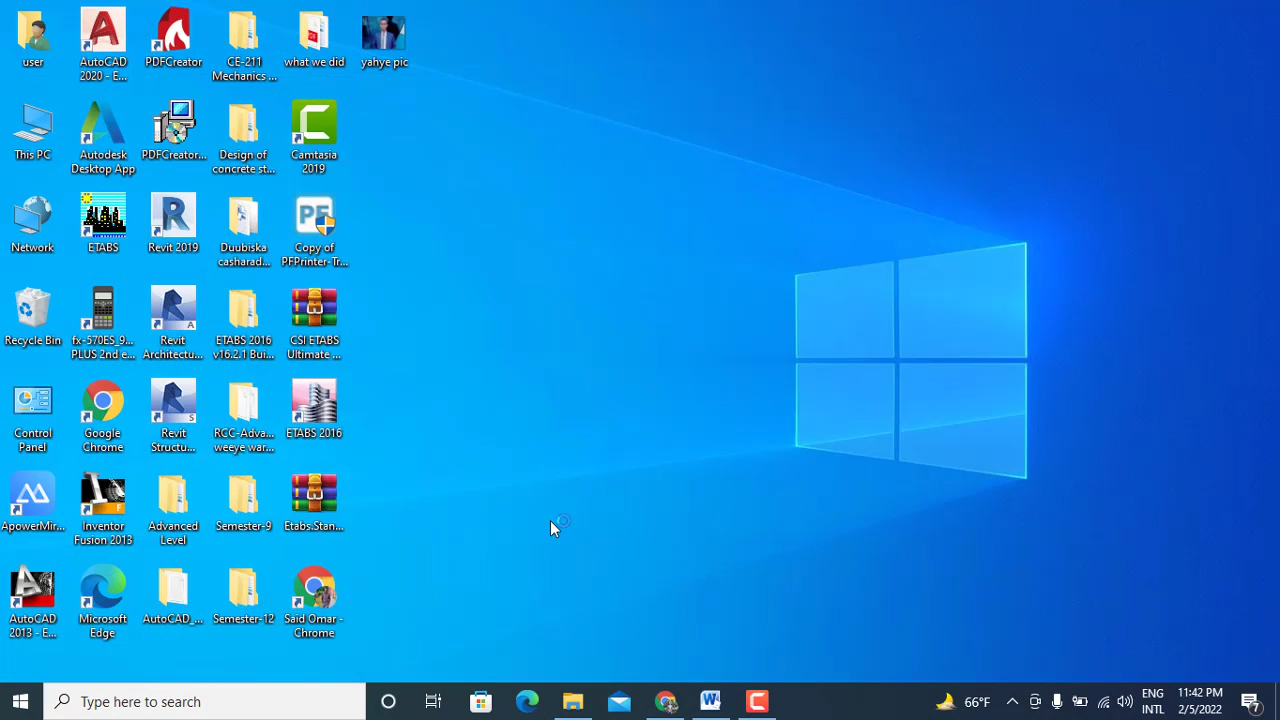 user
AutoCAD
2020 - E...
PDFCreator
CE-211
Mechanics ...
what we did
yahye pic
This PC
Autodesk
Desktop App
PDFCreator...
Design of
concrete st...
Camtasia
2019
Network
ETABS
Revit 2019
Duubiska
casharad...
Copy of
PFPrinter-Tr...
Recycle Bin
fx-570ES_9...
PLUS 2nd e...
Revit
Architectu...
ETABS 2016
v16.2.1 Bui...
CSI ETABS
Ultimate ...
Control
Panel
Google
Chrome
Revit
Structu...
RCC-Adva...
weeye war...
ETABS 2016
ApowerMir...
Inventor
Fusion 2013
Advanced
Level
Semester-9
Etabs.Stan...
AutoCAD
2013 - E...
Microsoft
Edge
AutoCAD_...
Semester-12
Said Omar -
Chrome
Type here to search
66°F
ENG
INTL
11:42 PM
2/5/2022
7